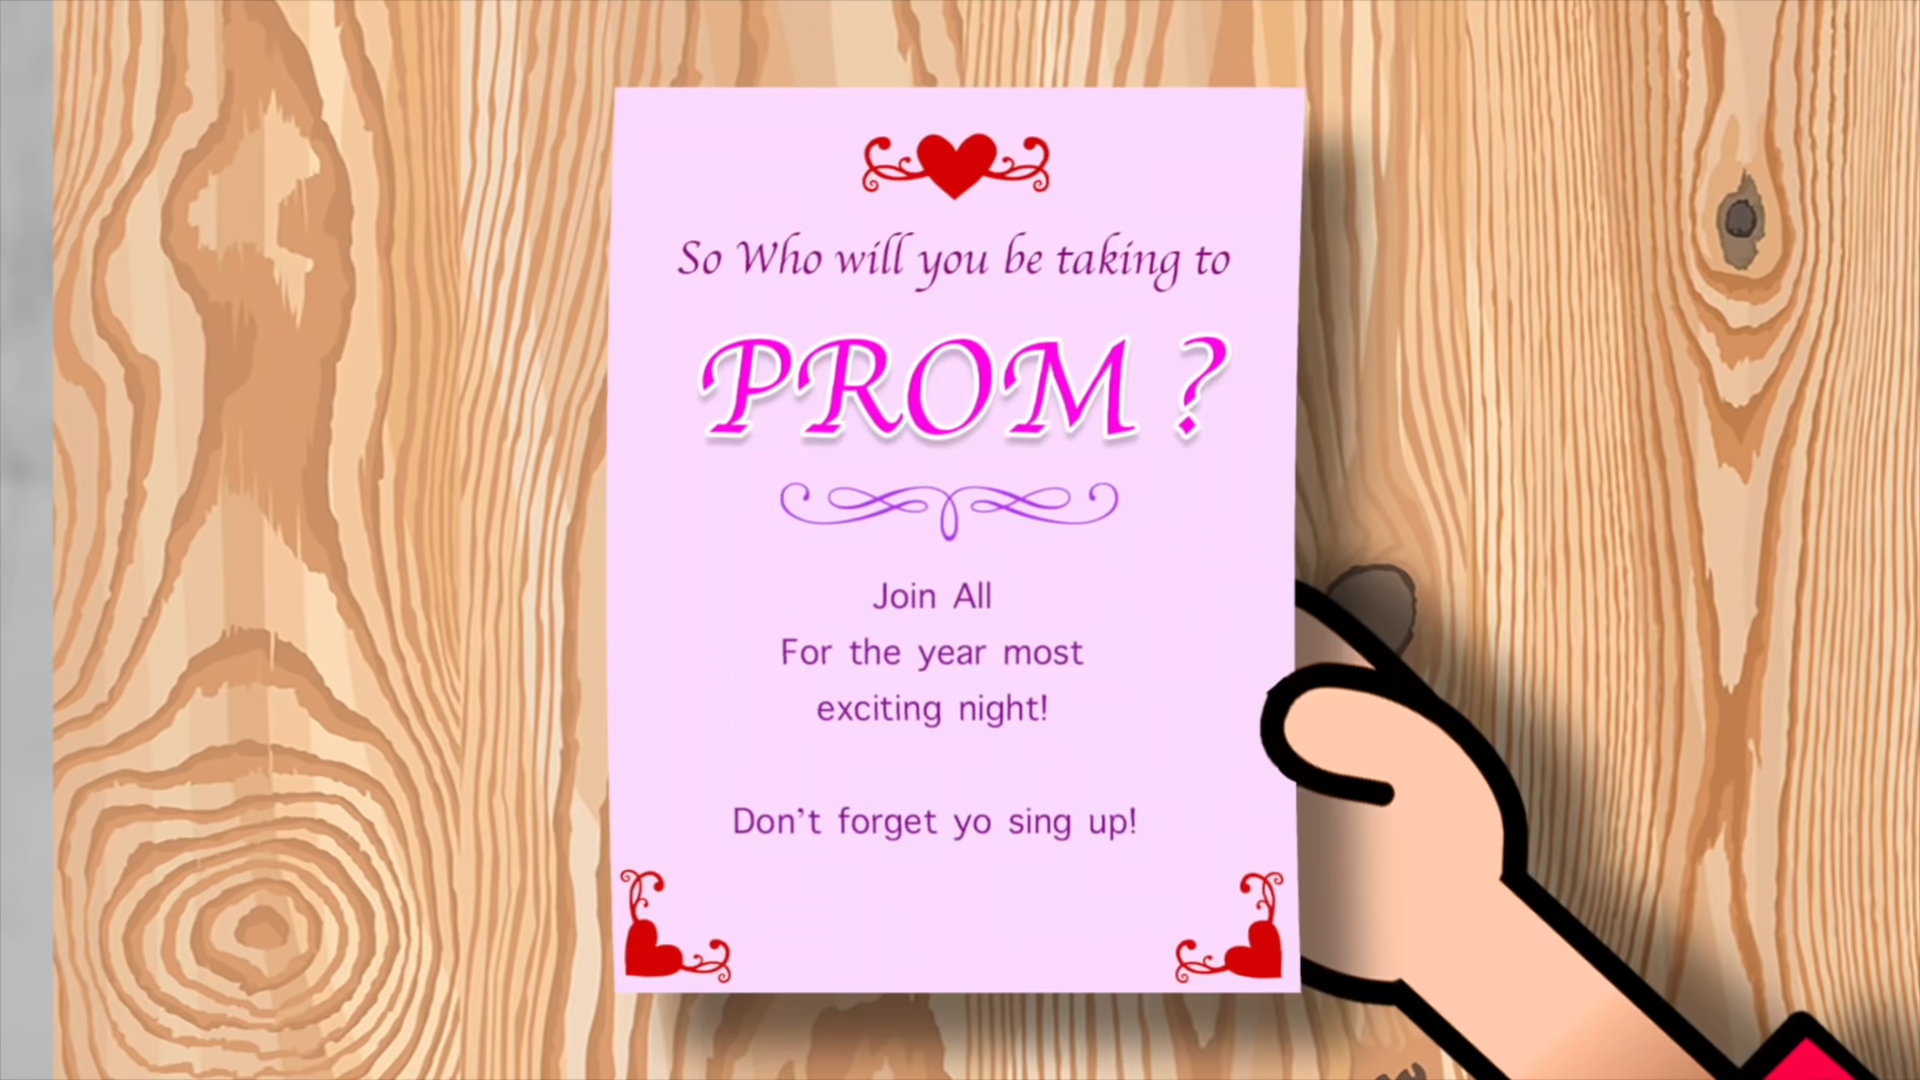 So Who will you be taking to
PROM ?
Join All
For the year most
exciting night!
Don't forget yo sing up!